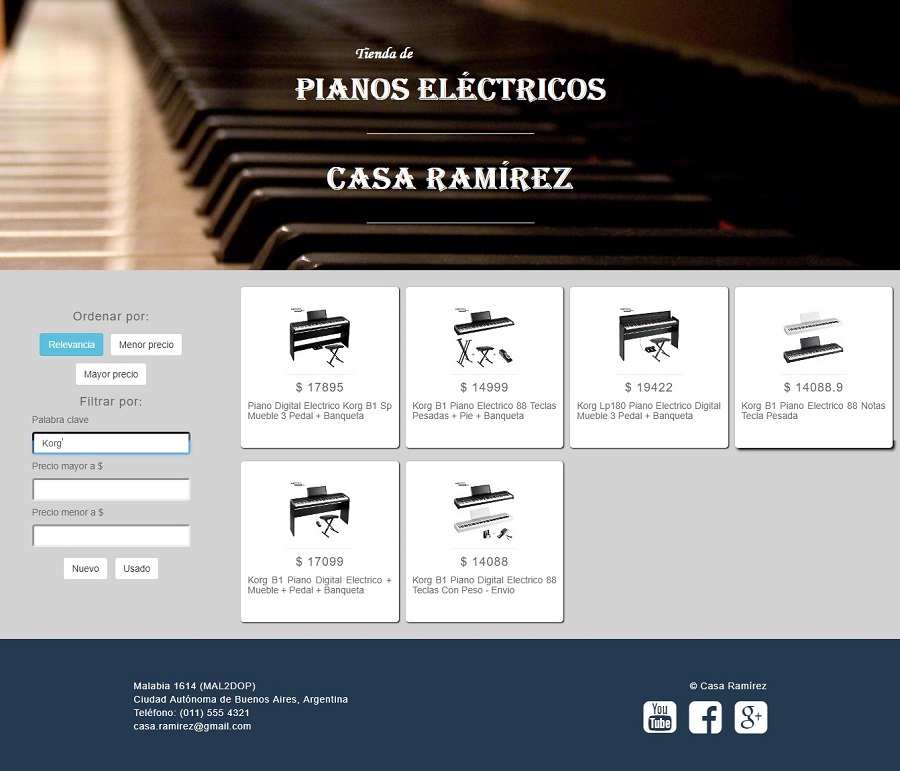 Tienda de
PIANOS ELÉCTRICOS
CASA RAMÍREZ
Ordenar por:
Relevancia
Menor precio
Mayor precio
Filtrar por:
Palabra clave
Korg
Precio mayor a $
Precio menor a $
Nuevo
Usado
$ 17895
Piano Digital Electrico Korg B1 Sp
Mueble 3 Pedal + Banqueta
$ 14999
Korg B1 Piano Electrico 88 Teclas
Pesadas + Pie + Banqueta
$ 19422
Korg Lp180 Piano Electrico Digital
Mueble 3 Pedal + Banqueta
$ 14088.9
Korg B1 Piano Electrico 88 Notas
Tecla Pesada
$ 17099
Korg B1 Piano Digital Electrico +
Mueble + Pedal + Banqueta
$ 14088
Korg B1 Piano Digital Electrico 88
Teclas Con Peso - Envio
Malabia 1614 (MAL2DOP)
Ciudad Autónoma de Buenos Aires, Argentina
Teléfono: (011) 555 4321
casa.ramirez@gmail.com
© Casa Ramírez
You
Tube
f
g+